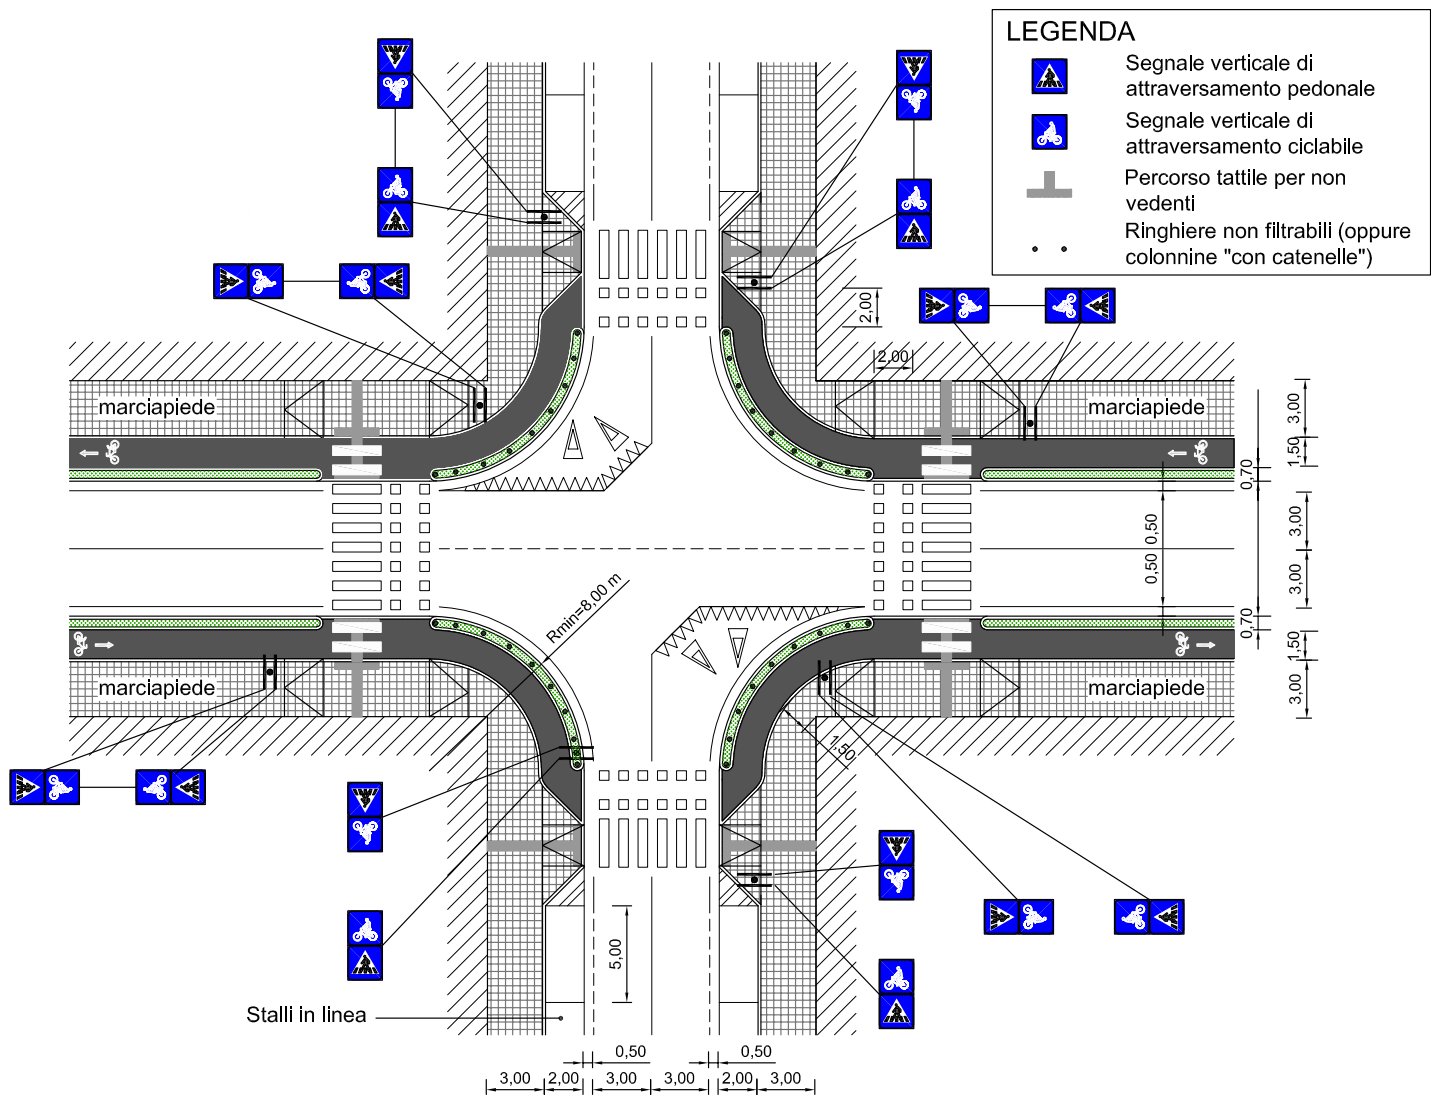 LEGENDA
Segnale verticale di
attraversamento pedonale
Segnale verticale di
attraversamento ciclabile
Percorso tattile per non
vedenti
Ringhiere non filtrabili (oppure
colonnine "con catenelle")
2,00
2,00
marciapiede
marciapiede
3,00
1,50
0,70
3,00
0,50
0,50
3,00
0,70
1,50
3,00
Rmin=8,00 m
marciapiede
marciapiede
1,50
5,00
Stalli in linea
0,50
0,50
3,00
2,00
3,00
3,00
2,00
3,00